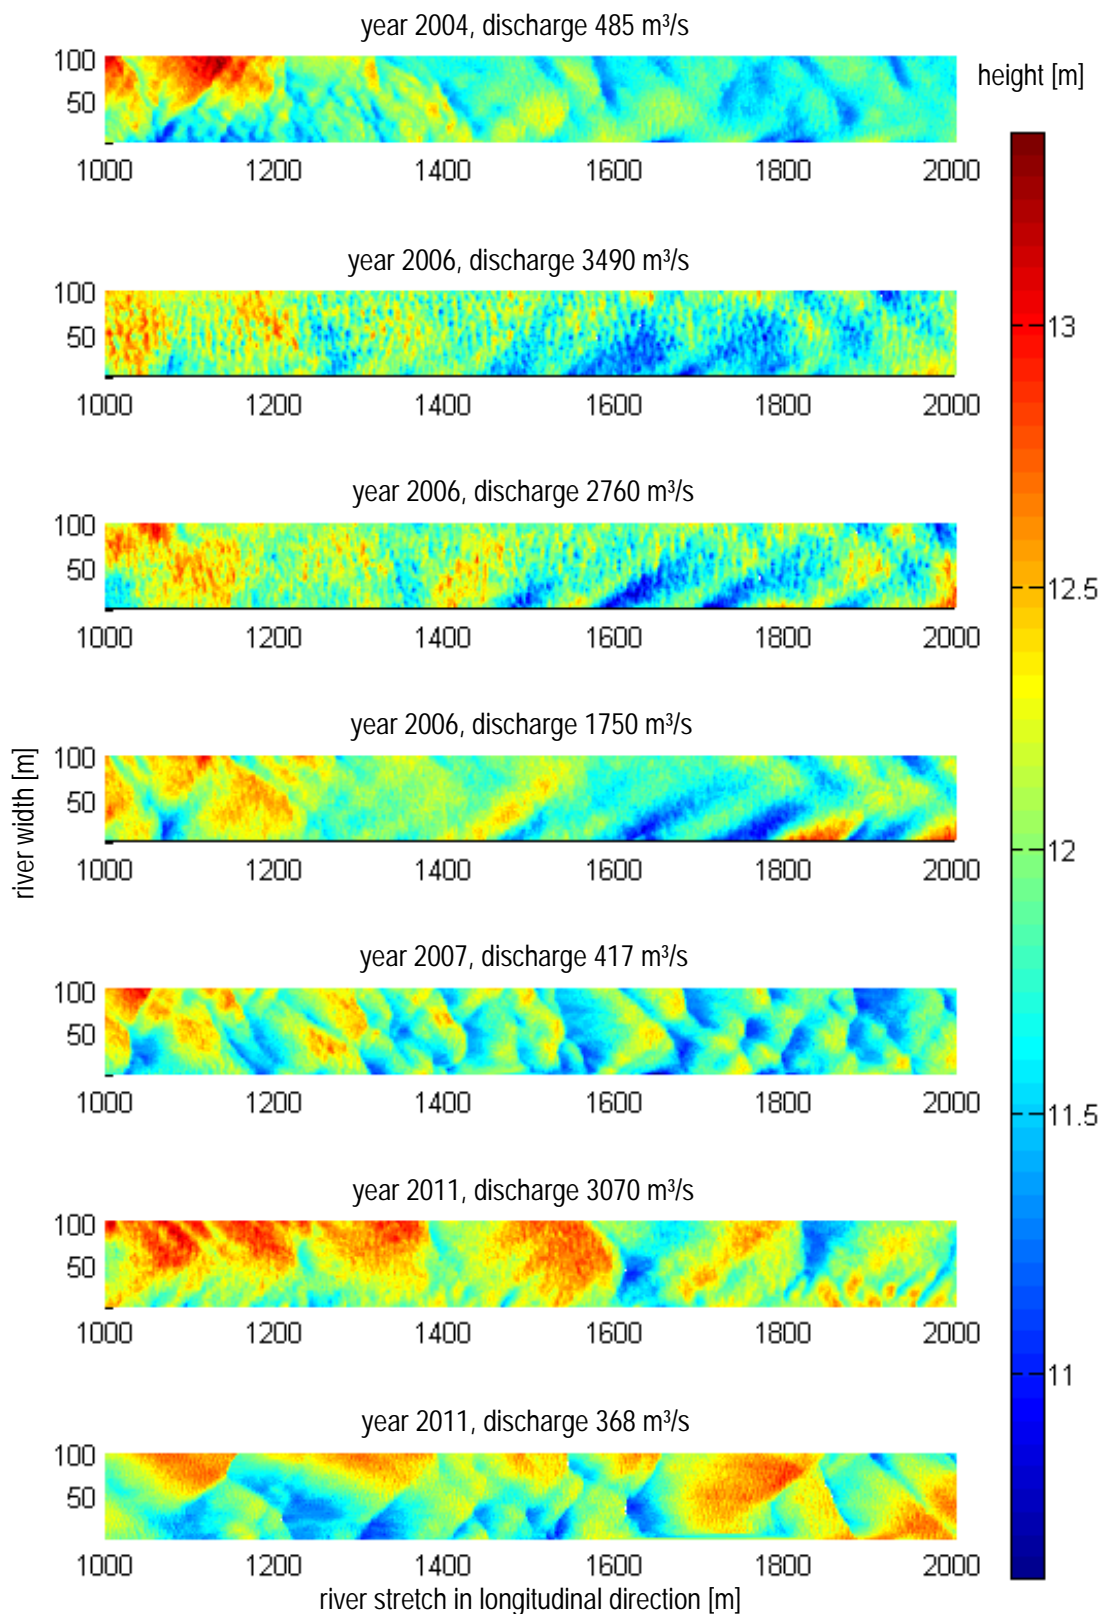 year 2004, discharge 485 m³/s
height [m]
100
50
1000 1200 1400 1600 1800 2000
year 2006, discharge 3490 m³/s
100
50
1000 1200 1400 1600 1800 2000
13
year 2006, discharge 2760 m³/s
100
50
1000 1200 1400 1600 1800 2000
12.5
year 2006, discharge 1750 m³/s
100
50
1000 1200 1400 1600 1800 2000
12
river width [m]
year 2007, discharge 417 m³/s
100
50
1000 1200 1400 1600 1800 2000
11.5
year 2011, discharge 3070 m³/s
100
50
1000 1200 1400 1600 1800 2000
11
year 2011, discharge 368 m³/s
100
50
1000 1200 1400 1600 1800 2000
river stretch in longitudinal direction [m]